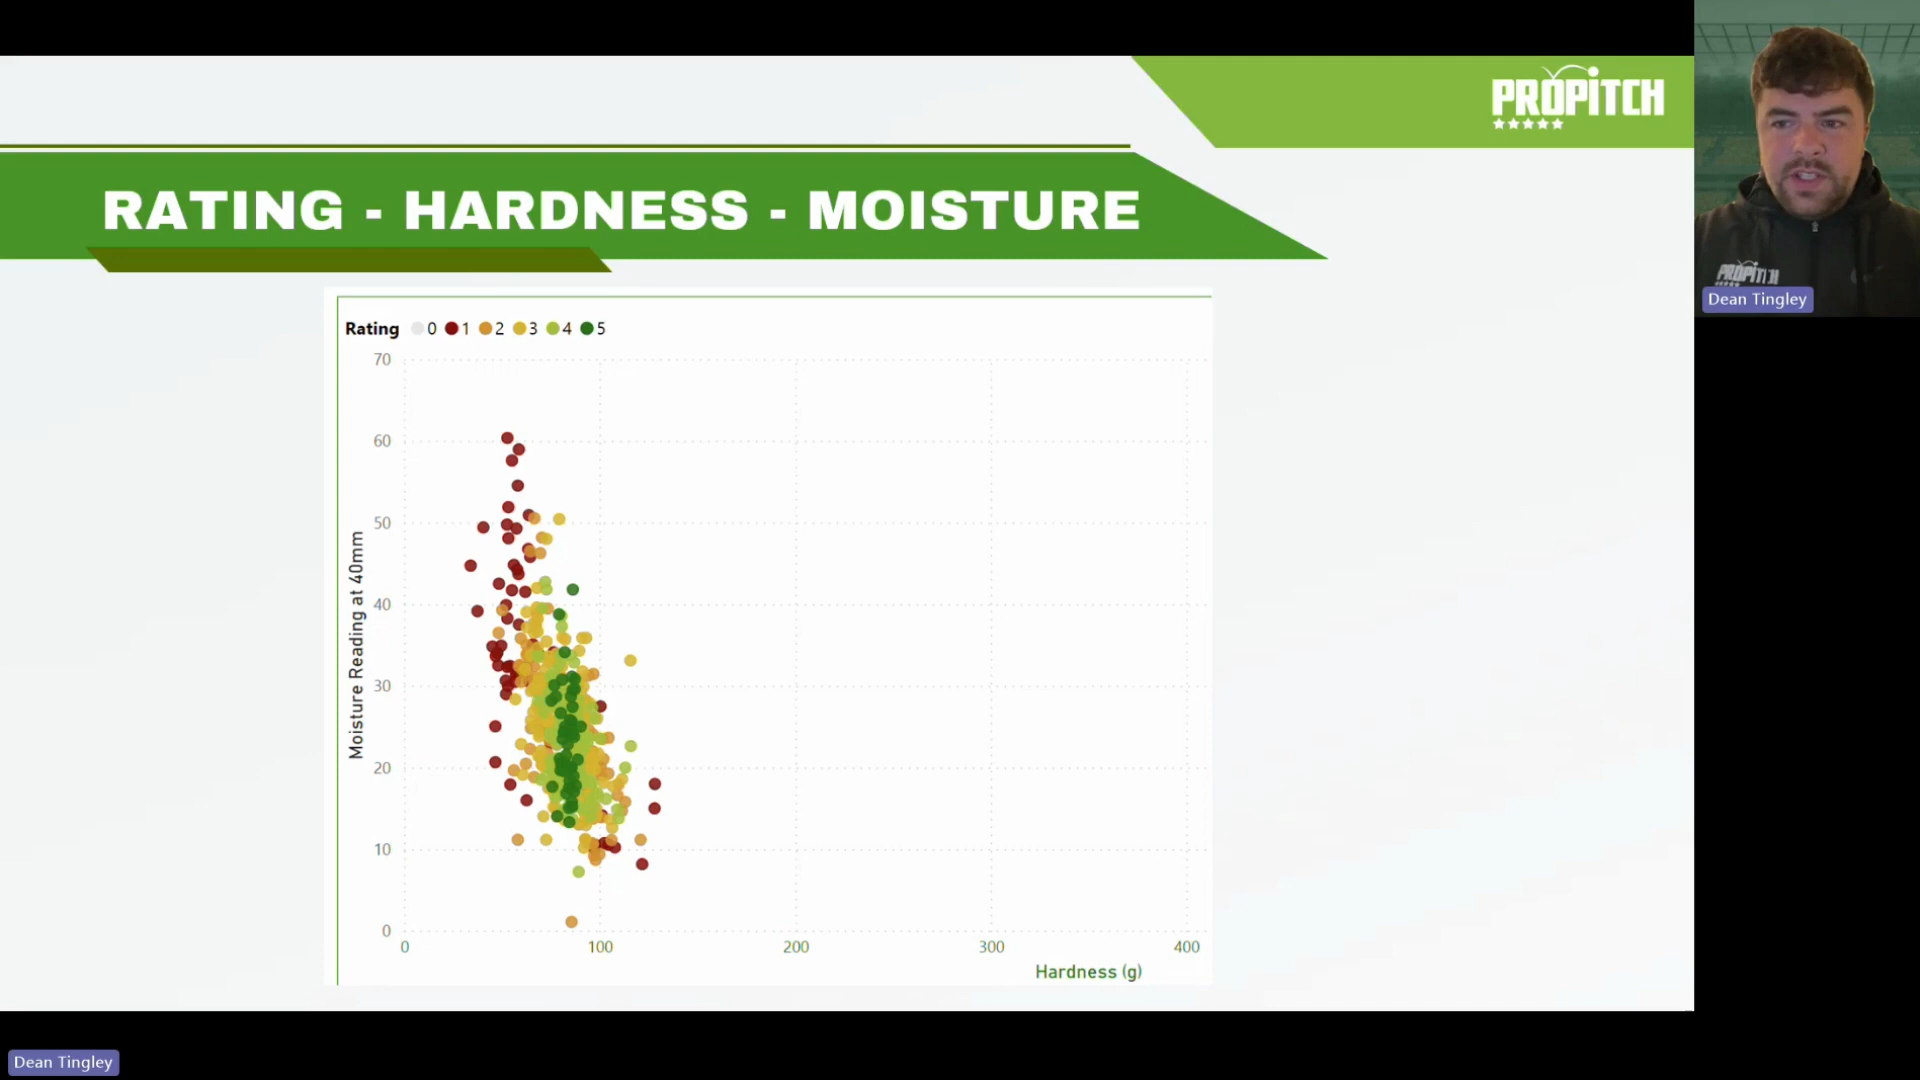 PROPITCH
RATING - HARDNESS - MOISTURE
PROPITCH
Dean Tingley
Rating 0 1 2 3 4 5
70
60
50
40
30
20
10
0
Moisture Reading at 40mm
0 100 200 300 400
Hardness (g)
Dean Tingley